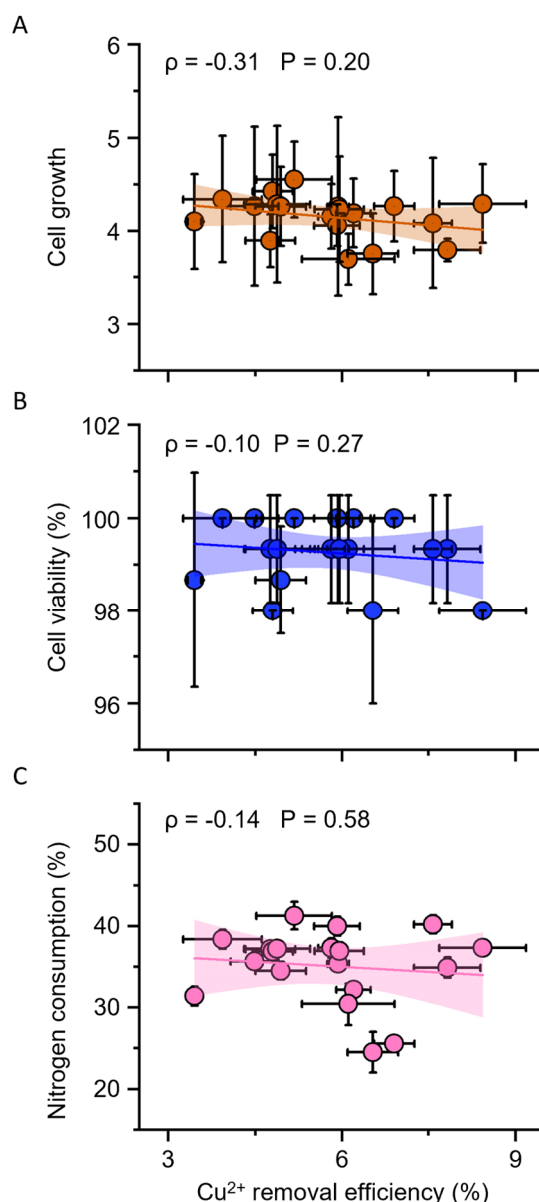 A
6
ρ = -0.31 P = 0.20
5
Cell growth
4
3
B
102
ρ = -0.10 P = 0.27
100
Cell viability (%)
98
96
C
ρ = -0.14 P = 0.58
50
40
Nitrogen consumption (%)
30
20
3 6 9
Cu²⁺ removal efficiency (%)